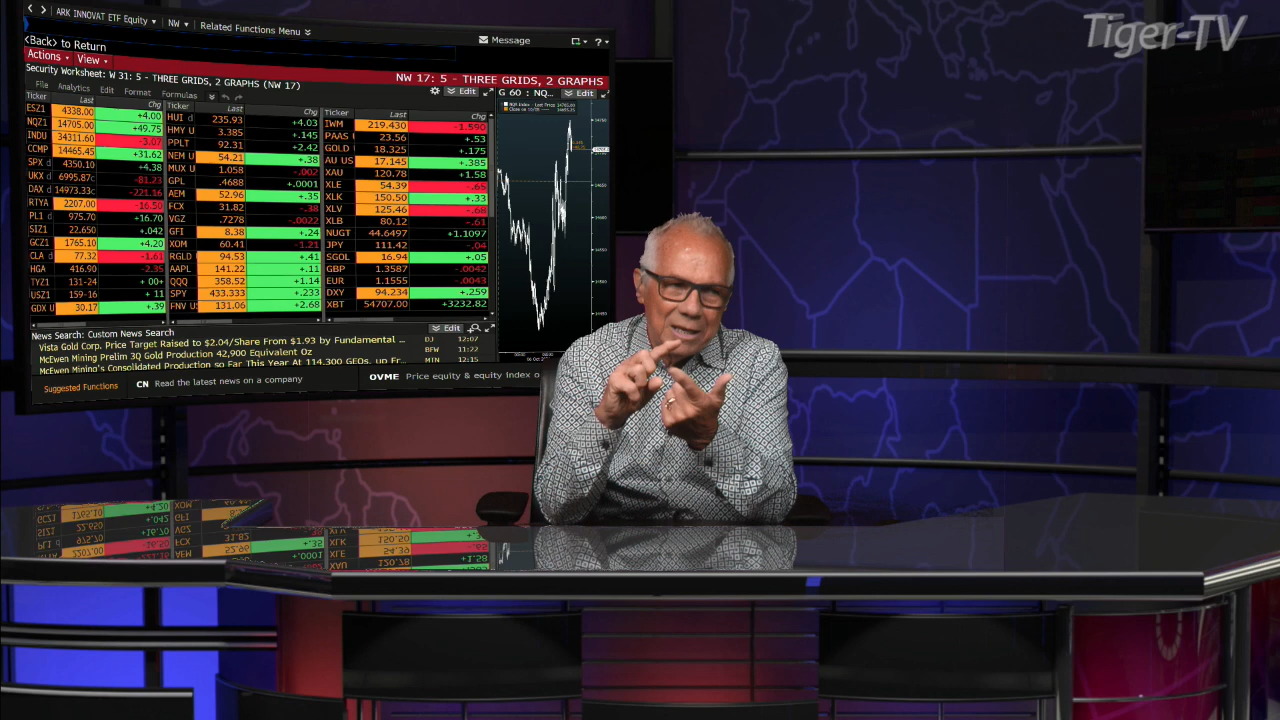 Tiger-TV
ARK INNOVAT ETF Equity NW Related Functions Menu
<Back> to Return Message
Actions View NW 17: 5 - THREE GRIDS, 2 GRAPHS
Security Worksheet: W 31: 5 - THREE GRIDS, 2 GRAPHS (NW 17)
File Analytics Edit Format Formulas Edit G 60 : NQ... Edit
Ticker Last Chg Ticker Last Chg Ticker Last Chg
ESZ1 4338.00 +4.00 HUI d 235.93 +4.03 IWM 219.430 -1.590
NQZ1 14705.00 +49.75 HMY U 3.385 +.145 PAAS U 23.56 +.53
INDU 34311.60 -3.07 PPLT 92.31 +2.42 GOLD U 18.325 +.175
CCMP 14465.45 +31.62 NEM U 54.21 +.38 AU US 17.145 +.385
SPX d 4350.10 +4.38 MUX U 1.058 -.002 XAU 120.78 +1.58
UKX d 6995.87c -81.23 GPL .4688 +.0001 XLE 54.39 -.65
DAX d 14973.33c -221.16 AEM 52.96 +.35 XLK 150.50 +.33
RTYA 2207.00 -16.50 FCX 31.82 -.38 XLV 125.46 -.68
PL1 d 975.70 +16.70 VGZ .7278 -.0022 XLB 80.12 -.61
SIZ1 22.650 +.042 GFI 8.38 +.24 NUGT 44.6497 +1.1097
GCZ1 1765.10 +4.20 XOM 60.41 -1.21 JPY 111.42 -.04
CLA d 77.32 -1.61 RGLD 94.53 +.41 SGOL 16.94 +.05
HGA 416.90 -2.35 AAPL 141.22 +.11 GBP 1.3587 -.0042
TYZ1 131-24 + 00+ QQQ 358.52 +1.14 EUR 1.1555 -.0043
USZ1 159-16 + 11 SPY 433.333 +.233 DXY 94.234 +.259
GDX U 30.17 +.39 FNV U 131.06 +2.68 XBT 54707.00 +3232.82
Edit
News Search: Custom News Search
Vista Gold Corp. Price Target Raised to $2.04/Share From $1.93 by Fundamental ... DJ 12:07
McEwen Mining Prelim 3Q Gold Production 42,900 Equivalent Oz BFW 11:22
McEwen Mining's Consolidated Production so Far This Year At 114,300 GEOs, up Fr... MTN 12:15
Suggested Functions CN Read the latest news on a company OVME Price equity & equity index o